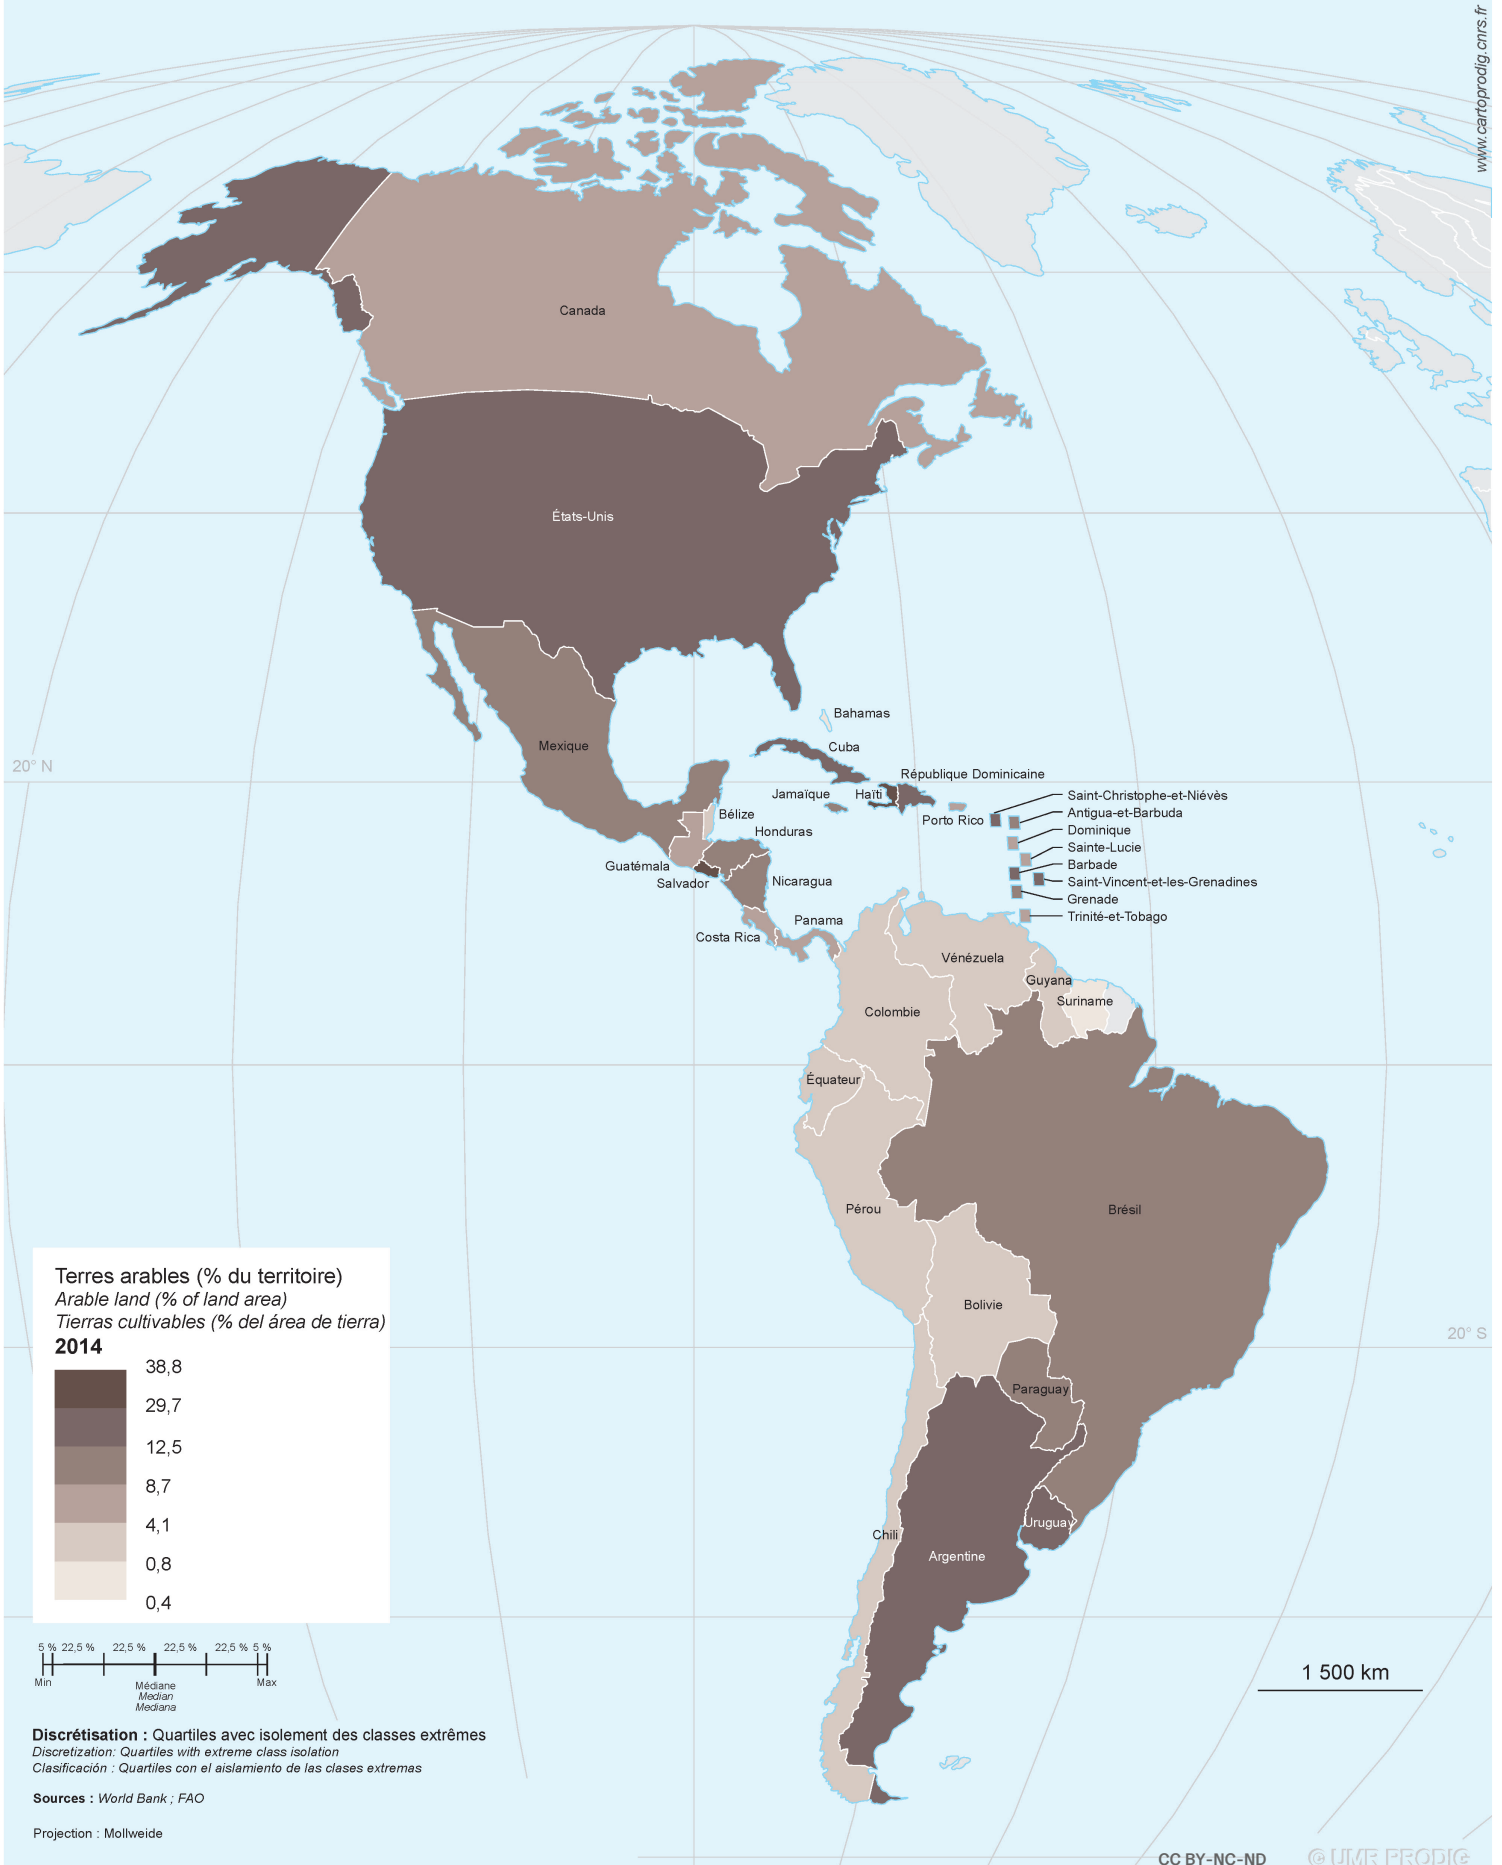 www.cartoprodig.cnrs.fr
Canada
États-Unis
Bahamas
Mexique
Cuba
20° N
République Dominicaine
Jamaïque
Haïti
Saint-Christophe-et-Niévès
Antigua-et-Barbuda
Bélize
Porto Rico
Dominique
Honduras
Sainte-Lucie
Guatémala
Barbade
Salvador
Nicaragua
Saint-Vincent-et-les-Grenadines
Grenade
Trinité-et-Tobago
Panama
Costa Rica
Vénézuela
Guyana
Suriname
Colombie
Équateur
Pérou
Brésil
Bolivie
20° S
Paraguay
Uruguay
Chili
Argentine
Terres arables (% du territoire)
Arable land (% of land area)
Tierras cultivables (% del área de tierra)
2014
38,8
29,7
12,5
8,7
4,1
0,8
0,4
5 % 22,5 % 22,5 % 22,5 % 22,5 % 5 %
Min
Max
Médiane
Median
Mediana
1 500 km
Discrétisation : Quartiles avec isolement des classes extrêmes
Discretization: Quartiles with extreme class isolation
Clasificación : Quartiles con el aislamiento de las clases extremas
Sources : World Bank ; FAO
Projection : Mollweide
CC BY-NC-ND
© UMR PRODIG